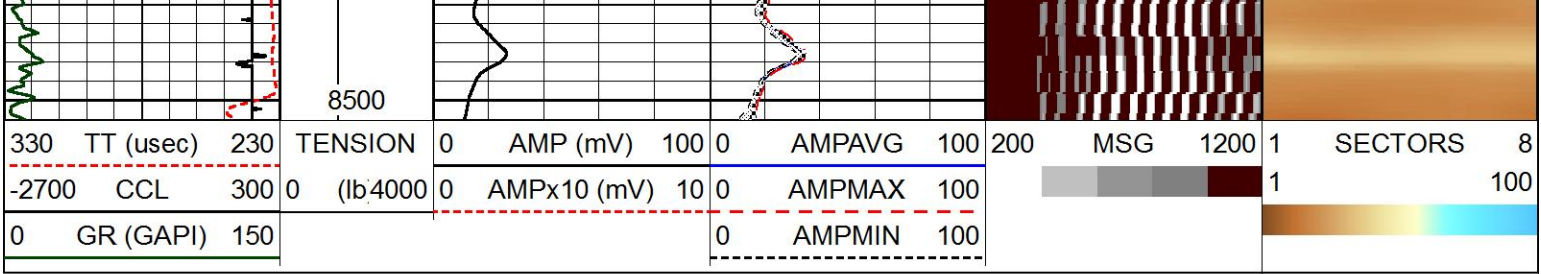 8500
330 TT (usec) 230 TENSION 0 AMP (mV) 100 0 AMPAVG 100 200 MSG 1200 1 SECTORS 8
-2700 CCL 300 0 (lb) 4000 0 AMPx10 (mV) 10 0 AMPMAX 100 1 100
0 GR (GAPI) 150 0 AMPMIN 100